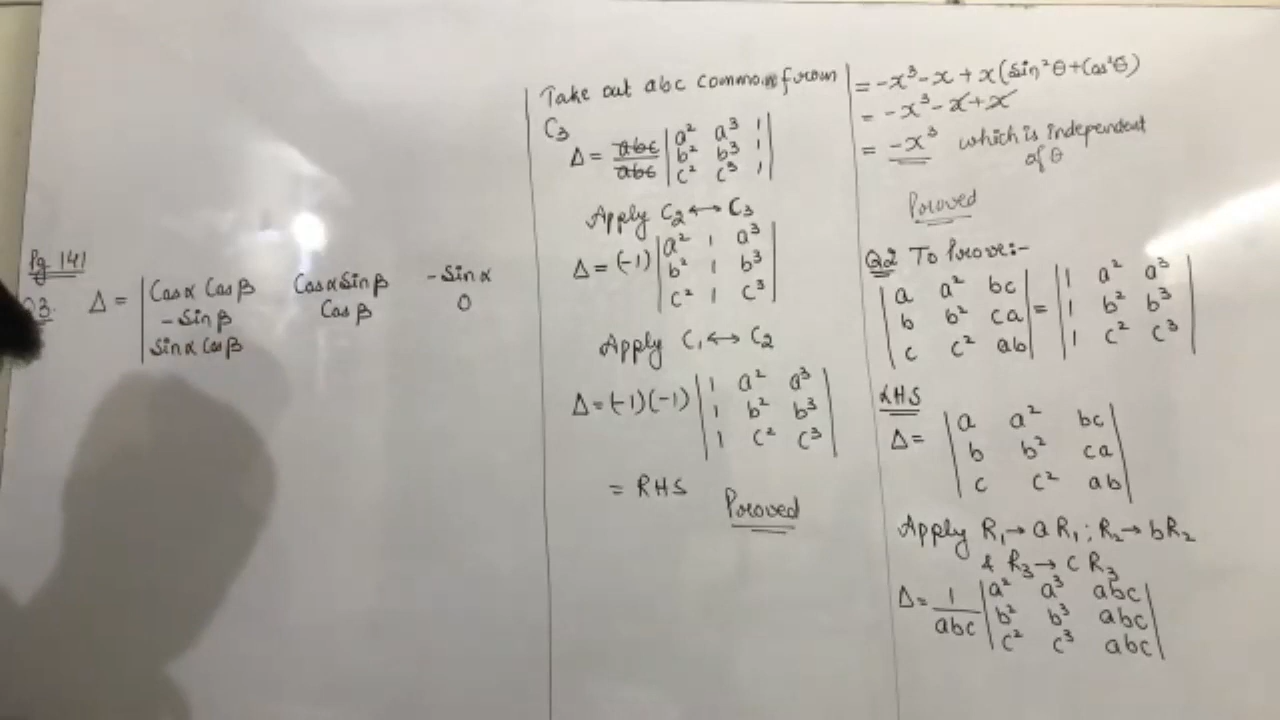 Pg 141
Q3. Δ = | Cosα Cosβ Cosα Sinβ -Sinα
-Sinβ Cosβ 0
Sinα Cosβ
Take out abc common from
C₃
Δ = abc/abc | a² a³ 1 |
| b² b³ 1 |
| c² c³ 1 |
Apply C₂ ↔ C₃
Δ = (-1) | a² 1 a³ |
| b² 1 b³ |
| c² 1 c³ |
Apply C₁ ↔ C₂
Δ = (-1)(-1) | 1 a² a³ |
| 1 b² b³ |
| 1 c² c³ |
= RHS Proved
= -x³ - x + x(Sin²θ + Cos²θ)
= -x³ - x + x
= -x³ which is independent
of θ
Proved
Q2 To Prove:-
| a a² bc | = | 1 a² a³ |
| b b² ca | | 1 b² b³ |
| c c² ab | | 1 c² c³ |
LHS
Δ = | a a² bc |
| b b² ca |
| c c² ab |
Apply R₁ → aR₁ ; R₂ → bR₂
& R₃ → cR₃
Δ = 1/abc | a² a³ abc |
| b² b³ abc |
| c² c³ abc |